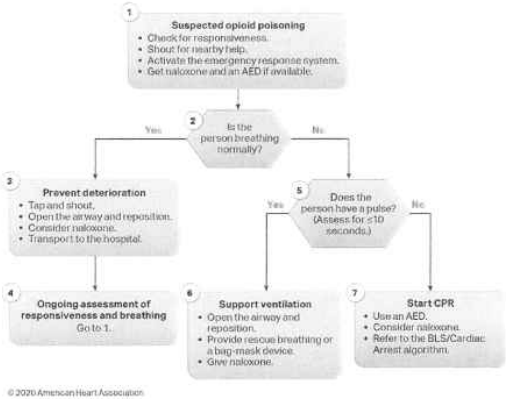 1
Suspected opioid poisoning
• Check for responsiveness.
• Shout for nearby help.
• Activate the emergency response system.
• Get naloxone and an AED if available.
2
Is the
person breathing
normally?
Yes
No
3
Prevent deterioration
• Tap and shout.
• Open the airway and reposition.
• Consider naloxone.
• Transport to the hospital.
4
Ongoing assessment of
responsiveness and breathing
Go to 1.
5
Does the
person have a pulse?
(Assess for ≤10
seconds.)
Yes
No
6
Support ventilation
• Open the airway and
reposition.
• Provide rescue breathing or
a bag-mask device.
• Give naloxone.
7
Start CPR
• Use an AED.
• Consider naloxone.
• Refer to the BLS/Cardiac
Arrest algorithm.
© 2020 American Heart Association